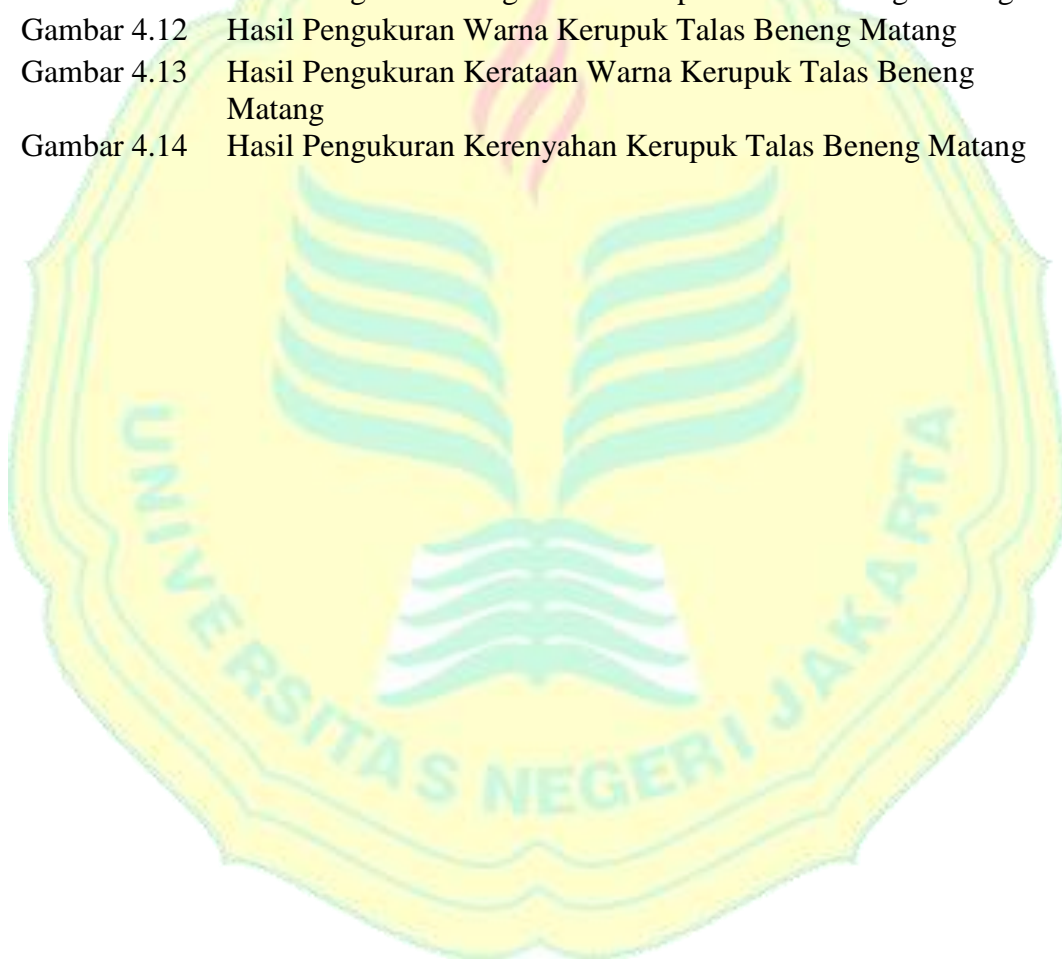 Gambar 4.12 Hasil Pengukuran Warna Kerupuk Talas Beneng Matang
Gambar 4.13 Hasil Pengukuran Kerataan Warna Kerupuk Talas Beneng
Matang
Gambar 4.14 Hasil Pengukuran Kerenyahan Kerupuk Talas Beneng Matang
UNIVERSITAS NEGERI JAKARTA